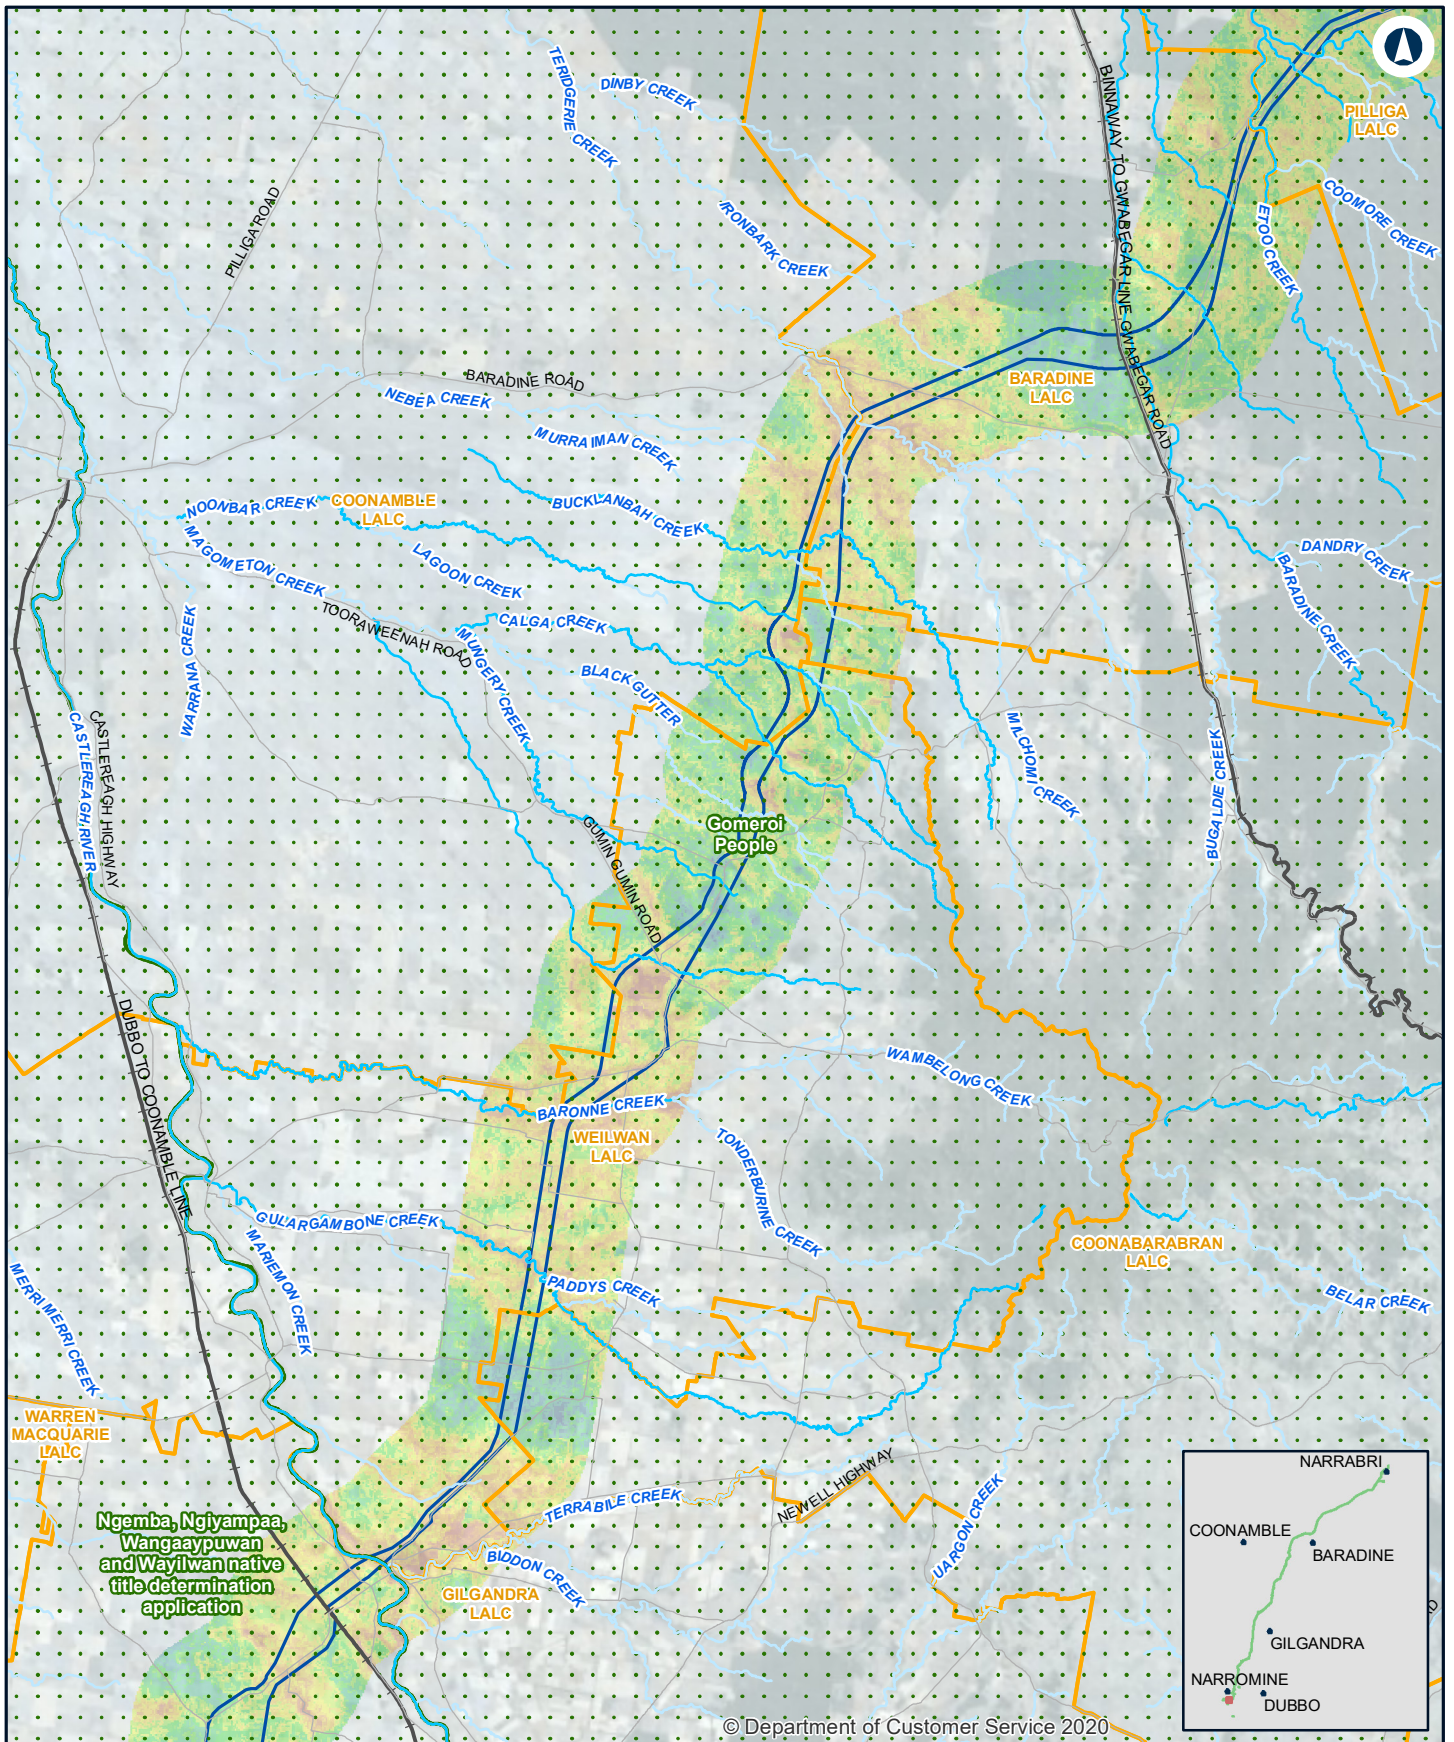 TERIDGERIE CREEK
DINBY CREEK
BINNAWAY TO GWABEGAR LINE
PILLIGA
LALC
PILLIGA ROAD
IRONBARK CREEK
ETOO CREEK
COOMORE CREEK
GWABEGAR ROAD
BARADINE ROAD
BARADINE
LALC
NEBEA CREEK
MURRAIMAN CREEK
NOONBAR CREEK
COONAMBLE
LALC
BUCKLANBAH CREEK
MAGOMETON CREEK
LAGOON CREEK
DANDRY CREEK
BARADINE CREEK
TOORAWEENAH ROAD
CALGA CREEK
WARRANA CREEK
MUNGERY CREEK
BLACK GUTTER
CASTLEREAGH RIVER
CASTLEREAGH HIGHWAY
MILCHOMI CREEK
BUGALDIE CREEK
Gomeroi
People
GUMIN GUMIN ROAD
DUBBO TO COONAMBLE LINE
WAMBELONG CREEK
BARONNE CREEK
WEILWAN
LALC
TONDERBURINE CREEK
GULARGAMBONE CREEK
MARIEMON CREEK
COONABARABRAN
LALC
MERRI MERRI CREEK
PADDYS CREEK
BELAR CREEK
WARREN
MACQUARIE
LALC
NEWELL HIGHWAY
TERRABILE CREEK
UARGON CREEK
Ngemba, Ngiyampaa,
Wangaaypuwan
and Wayilwan native
title determination
application
BIDDON CREEK
GILGANDRA
LALC
NARRABRI
COONAMBLE
BARADINE
GILGANDRA
NARROMINE
DUBBO
© Department of Customer Service 2020